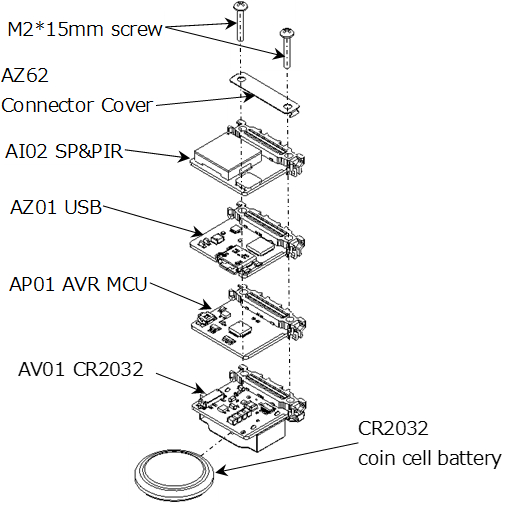 M2*15mm screw
AZ62
Connector Cover
AI02 SP&PIR
AZ01 USB
AP01 AVR MCU
AV01 CR2032
CR2032
coin cell battery